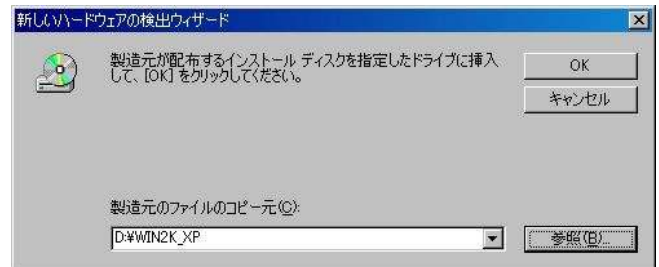 新しいハードウェアの検出ウィザード
製造元が配布するインストール ディスクを指定したドライブに挿入
して、[OK] をクリックしてください。
OK
キャンセル
製造元のファイルのコピー元(C):
D:¥WIN2K_XP
参照(B)...